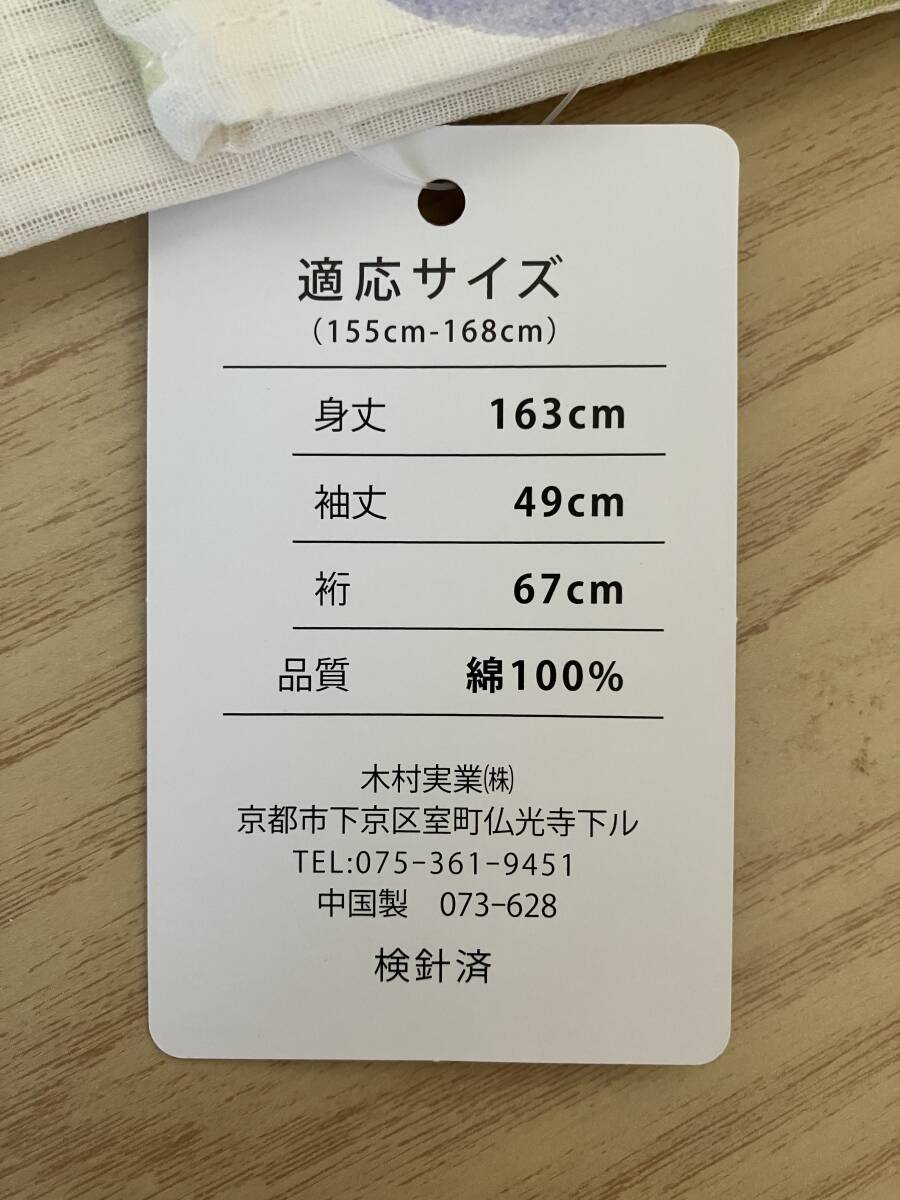 適応サイズ
（155cm-168cm）
身丈 163cm
袖丈 49cm
裄 67cm
品質 綿100%
木村実業㈱
京都市下京区室町仏光寺下ル
TEL:075-361-9451
中国製　073-628
検針済